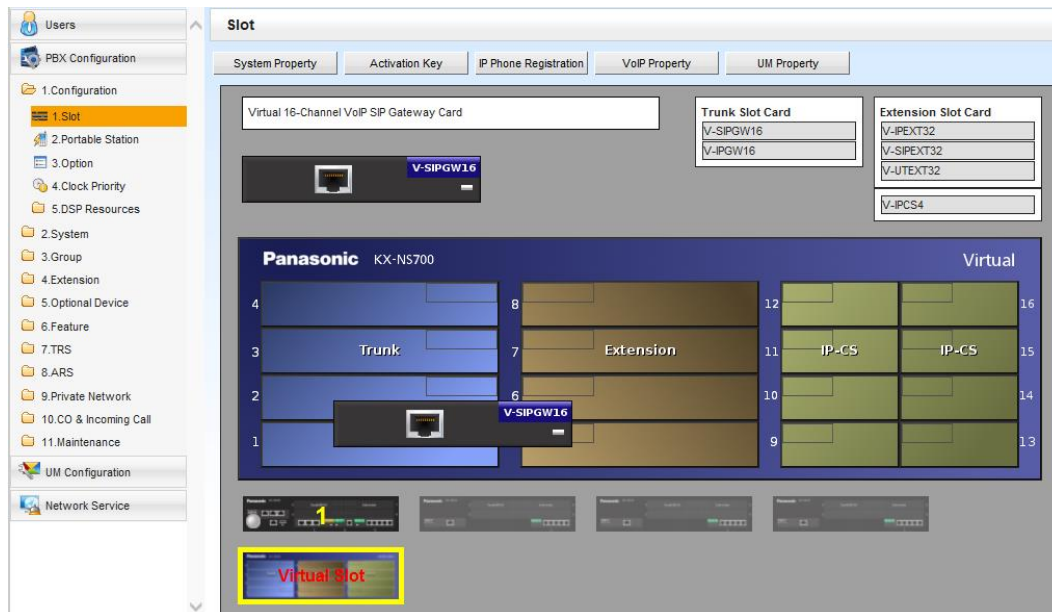 Users
PBX Configuration
1.Configuration
1.Slot
2.Portable Station
3.Option
4.Clock Priority
5.DSP Resources
2.System
3.Group
4.Extension
5.Optional Device
6.Feature
7.TRS
8.ARS
9.Private Network
10.CO & Incoming Call
11.Maintenance
UM Configuration
Network Service
Slot
System Property
Activation Key
IP Phone Registration
VoIP Property
UM Property
Virtual 16-Channel VoIP SIP Gateway Card
Trunk Slot Card
V-SIPGW16
V-IPGW16
Extension Slot Card
V-IPEXT32
V-SIPEXT32
V-UTEXT32
V-IPCS4
V-SIPGW16
Panasonic KX-NS700 Virtual
4 8 12 16
3 Trunk 7 Extension 11 IP-CS IP-CS 15
2 6 10 14
V-SIPGW16
1 9 13
Panasonic
1
Panasonic
Panasonic
Panasonic
Panasonic
Virtual Slot